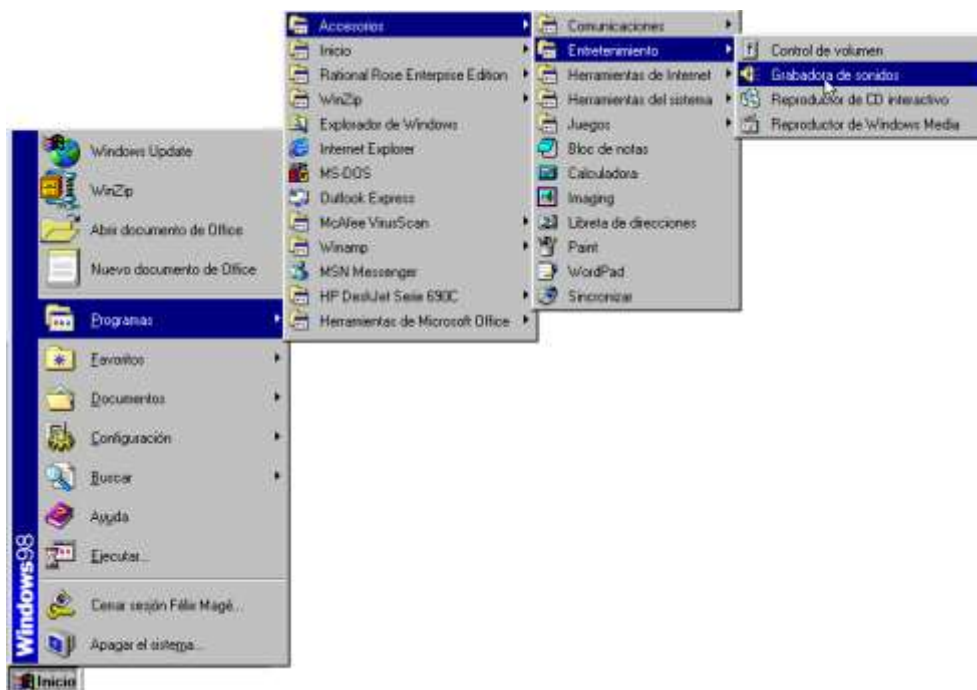 Windows Update
WinZip
Abrir documento de Office
Nuevo documento de Office
Programas
Favoritos
Documentos
Configuración
Buscar
Ayuda
Ejecutar...
Cerrar sesión Félix Magé...
Apagar el sistema...
Windows98
Inicio
Accesorios
Inicio
Rational Rose Enterprise Edition
WinZip
Explorador de Windows
Internet Explorer
MS-DOS
Outlook Express
McAfee VirusScan
Winamp
MSN Messenger
HP DeskJet Serie 690C
Herramientas de Microsoft Office
Comunicaciones
Entretenimiento
Herramientas de Internet
Herramientas del sistema
Juegos
Bloc de notas
Calculadora
Imaging
Libreta de direcciones
Paint
WordPad
Sincronizar
Control de volumen
Grabadora de sonidos
Reproductor de CD interactivo
Reproductor de Windows Media